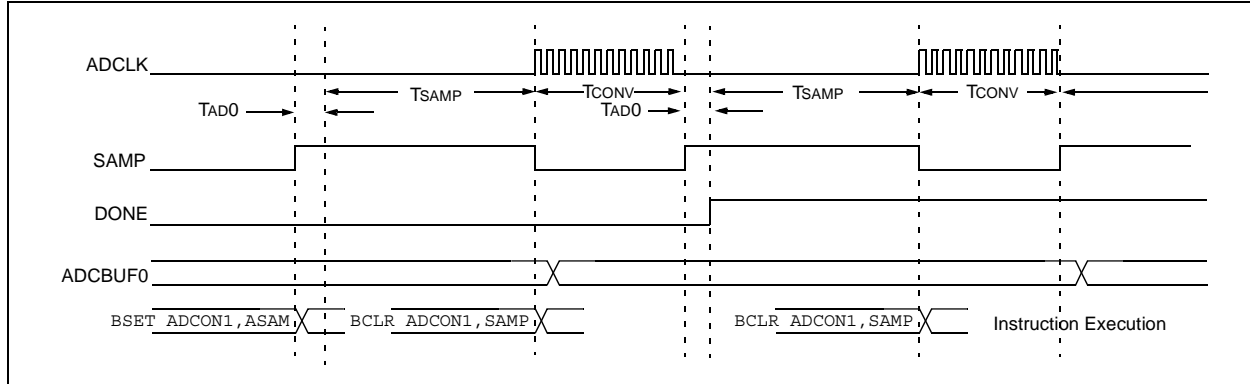 ADCLK
TSAMP TCONV TSAMP TCONV
TAD0 TAD0
SAMP
DONE
ADCBUF0
BSET ADCON1,ASAM BCLR ADCON1,SAMP BCLR ADCON1,SAMP Instruction Execution